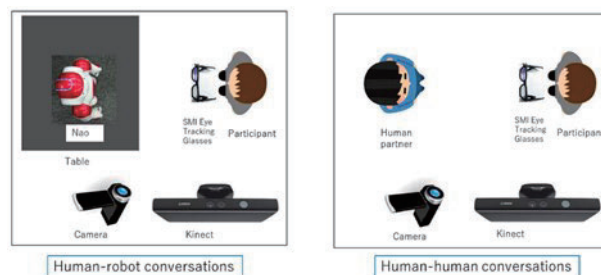 Nao
SMI Eye
Tracking
Glasses
Participant
Table
Camera
Kinect
Human-robot conversations
Human
partner
SMI Eye
Tracking
Glasses
Participan
Camera
Kinect
Human-human conversations